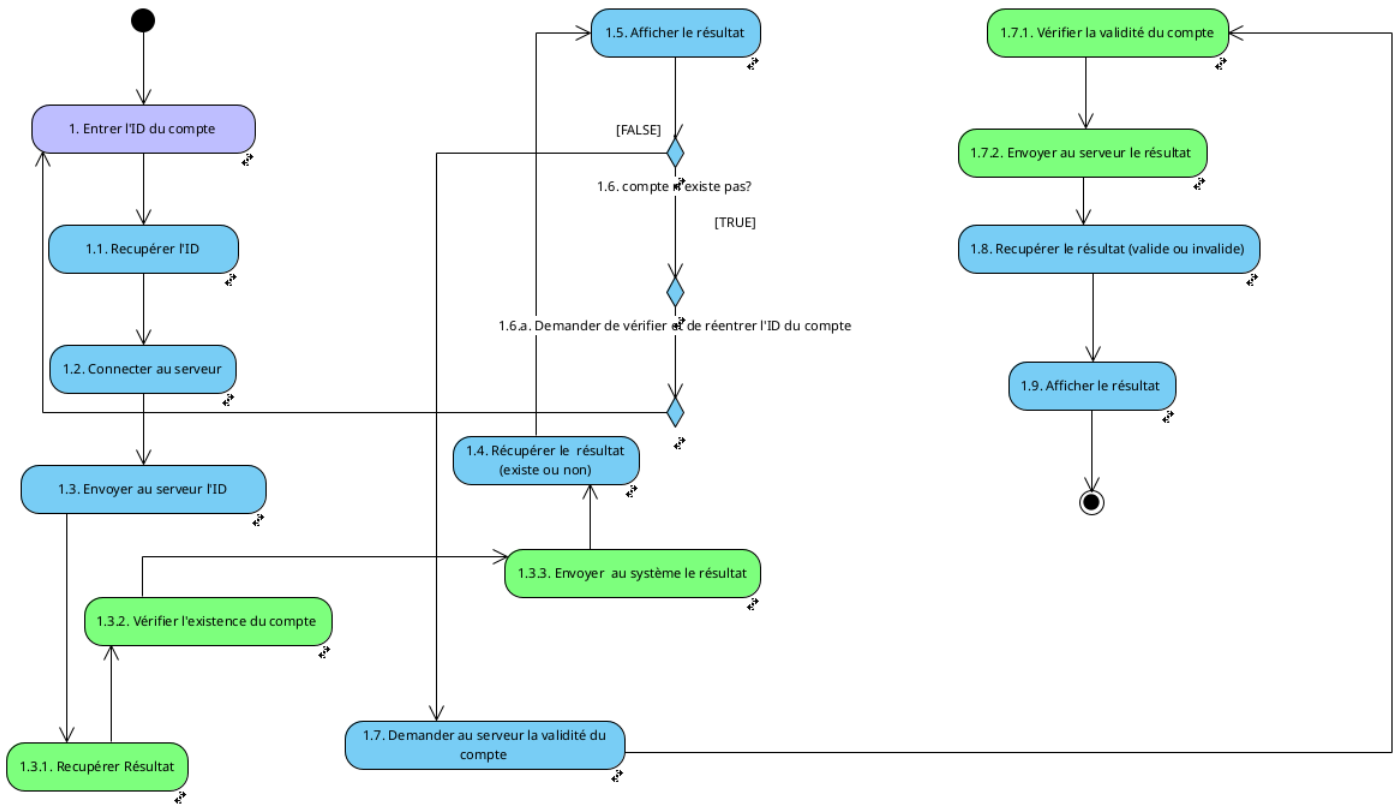 1. Entrer l'ID du compte
1.1. Recupérer l'ID
1.2. Connecter au serveur
1.3. Envoyer au serveur l'ID
1.3.1. Recupérer Résultat
1.3.2. Vérifier l'existence du compte
1.3.3. Envoyer au système le résultat
1.4. Récupérer le résultat
(existe ou non)
1.5. Afficher le résultat
[FALSE]
1.6. compte n'existe pas?
[TRUE]
1.6.a. Demander de vérifier et de réentrer l'ID du compte
1.7. Demander au serveur la validité du
compte
1.7.1. Vérifier la validité du compte
1.7.2. Envoyer au serveur le résultat
1.8. Recupérer le résultat (valide ou invalide)
1.9. Afficher le résultat